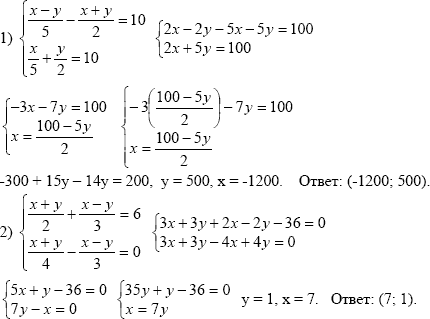 1) { (x − y)/5 − (x + y)/2 = 10 { 2x − 2y − 5x − 5y = 100
x/5 + y/2 = 10 2x + 5y = 100
{ −3x − 7y = 100 { −3((100 − 5y)/2) − 7y = 100
x = (100 − 5y)/2 x = (100 − 5y)/2
-300 + 15y − 14y = 200, y = 500, x = -1200. Ответ: (-1200; 500).
2) { (x + y)/2 + (x − y)/3 = 6 { 3x + 3y + 2x − 2y − 36 = 0
(x + y)/4 − (x − y)/3 = 0 3x + 3y − 4x + 4y = 0
{ 5x + y − 36 = 0 { 35y + y − 36 = 0
7y − x = 0 x = 7y y = 1, x = 7. Ответ: (7; 1).